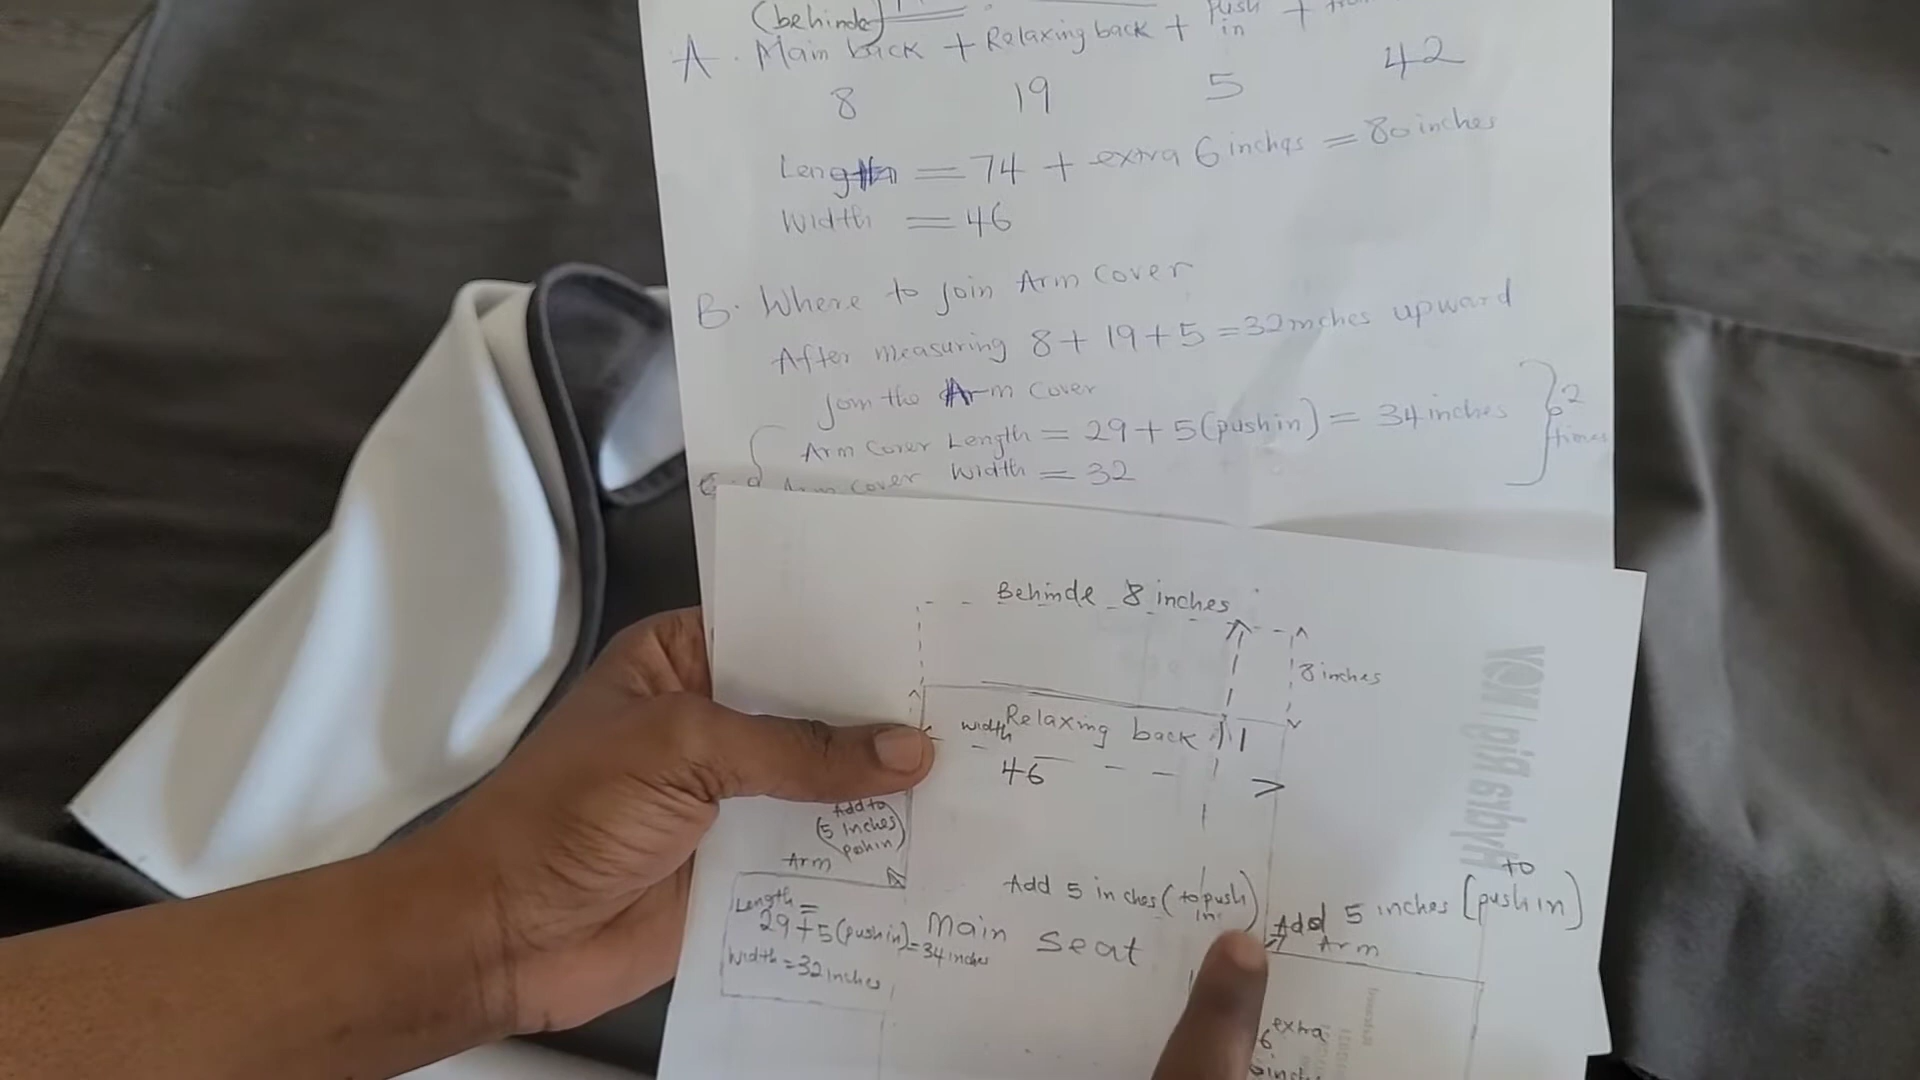 (behinde)
A. Main back + Relaxing back + Push in +
8 19 5 42
Length = 74 + extra 6 inches = 80 inches
Width = 46
B. Where to join Arm cover
After measuring 8 + 19 + 5 = 32 inches upward
Join the Arm cover
Arm cover Length = 29 + 5 (push in) = 34 inches
Arm cover Width = 32
2 times
Behinde 8 inches
8 inches
Relaxing back
width
46
Add to
(5 inches
pushin)
Arm
Length =
29 + 5 (pushin) = 34 inches
Width = 32 inches
Add 5 inches (to push in)
Main Seat
Add 5 inches [to push in]
Arm
extra
6